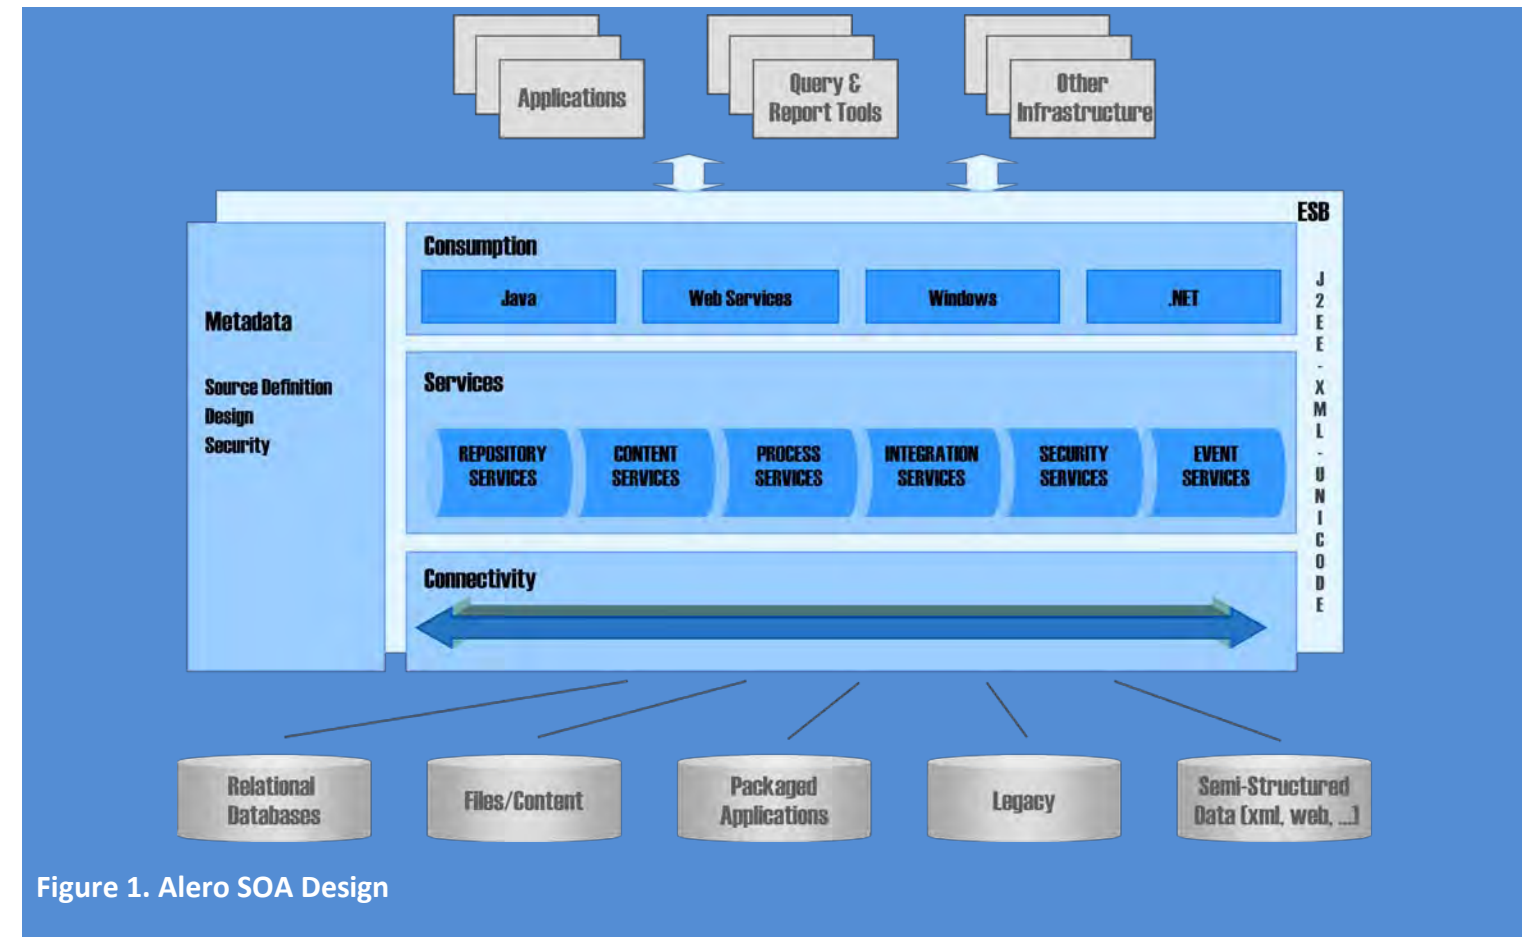 Applications
Query &
Report Tools
Other
Infrastructure
ESB
Consumption
Java
Web Services
Windows
.NET
Metadata
Source Definition
Design
Security
Services
REPOSITORY
SERVICES
CONTENT
SERVICES
PROCESS
SERVICES
INTEGRATION
SERVICES
SECURITY
SERVICES
EVENT
SERVICES
J2EE-XML-UNICODE
Connectivity
Relational
Databases
Files/Content
Packaged
Applications
Legacy
Semi-Structured
Data (xml, web, ...)
Figure 1. Alero SOA Design